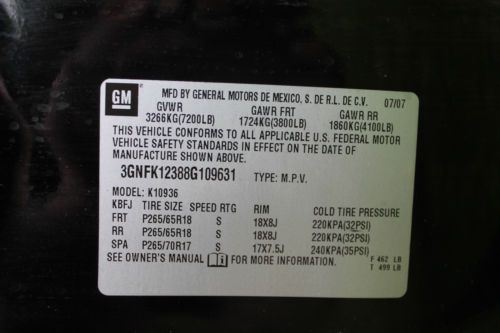 GM
MFD BY GENERAL MOTORS DE MEXICO, S. DE R.L. DE C.V. 07/07
GVWR GAWR FRT GAWR RR
3266KG(7200LB) 1724KG(3800LB) 1860KG(4100LB)
THIS VEHICLE CONFORMS TO ALL APPLICABLE U.S. FEDERAL MOTOR
VEHICLE SAFETY STANDARDS IN EFFECT ON THE DATE OF
MANUFACTURE SHOWN ABOVE.
3GNFK12388G109631 TYPE: M.P.V.
MODEL: K10936
KBFJ TIRE SIZE SPEED RTG RIM COLD TIRE PRESSURE
FRT P265/65R18 S 18X8J 220KPA(32PSI)
RR P265/65R18 S 18X8J 220KPA(32PSI)
SPA P265/70R17 S 17X7.5J 240KPA(35PSI)
SEE OWNER'S MANUAL FOR MORE INFORMATION. F 462 LB
T 499 LB